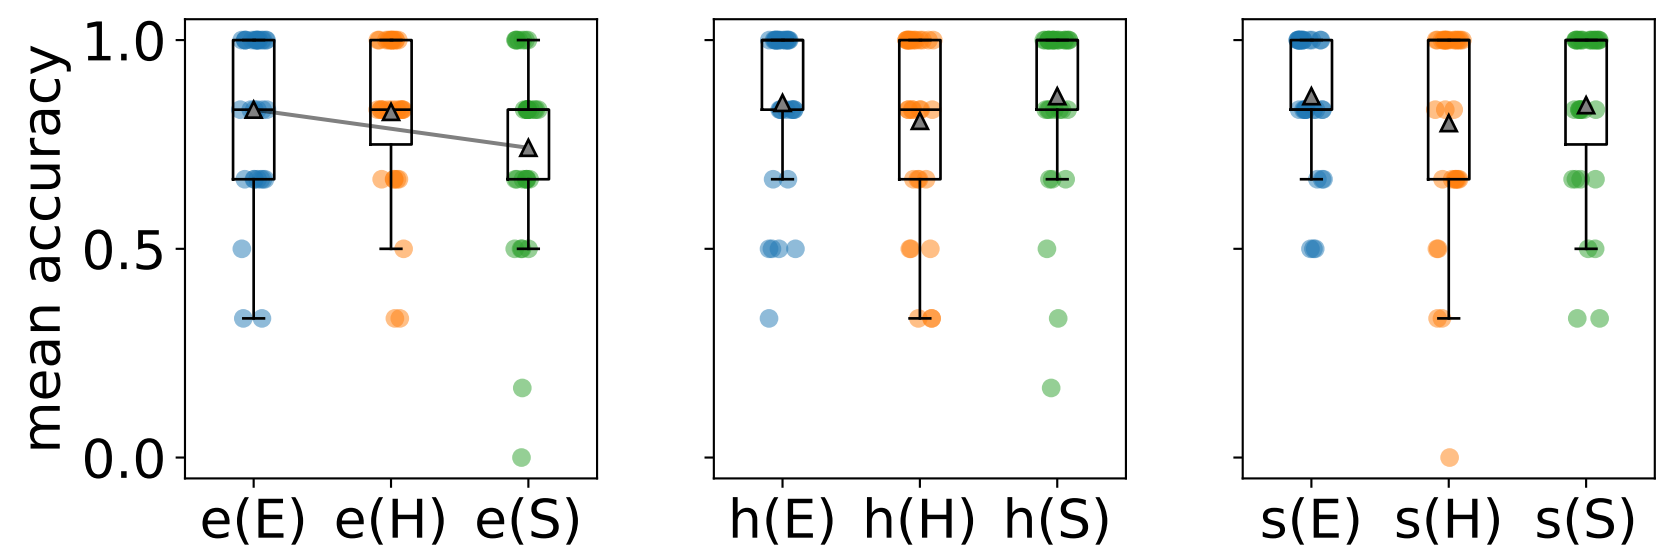 mean accuracy
1.0
0.5
0.0
e(E) e(H) e(S)
h(E) h(H) h(S)
s(E) s(H) s(S)